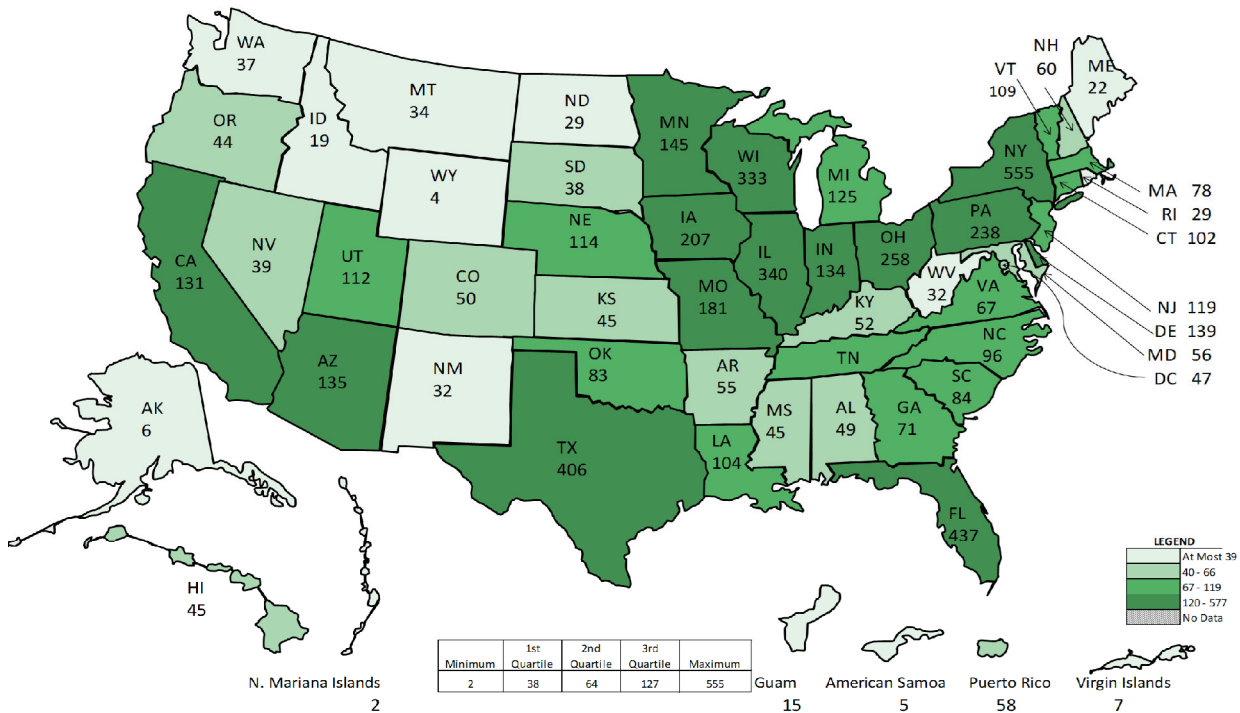 WA
37
MT
34
ND
29
MN
145
VT
109
NH
60
ME
22
OR
44
ID
19
WY
4
SD
38
WI
333
MI
125
NY
555
MA 78
RI 29
CT 102
NV
39
UT
112
CO
50
NE
114
IA
207
IL
340
IN
134
OH
258
PA
238
WV
32
VA
67
NJ 119
DE 139
MD 56
DC 47
CA
131
AZ
135
NM
32
KS
45
MO
181
KY
52
TN
NC
96
SC
84
OK
83
AR
55
MS
45
AL
49
GA
71
TX
406
LA
104
FL
437
AK
6
HI
45
LEGEND
At Most 39
40 - 66
67 - 119
120 - 577
No Data
Minimum 1st Quartile 2nd Quartile 3rd Quartile Maximum
2 38 64 127 555
N. Mariana Islands
2
Guam
15
American Samoa
5
Puerto Rico
58
Virgin Islands
7